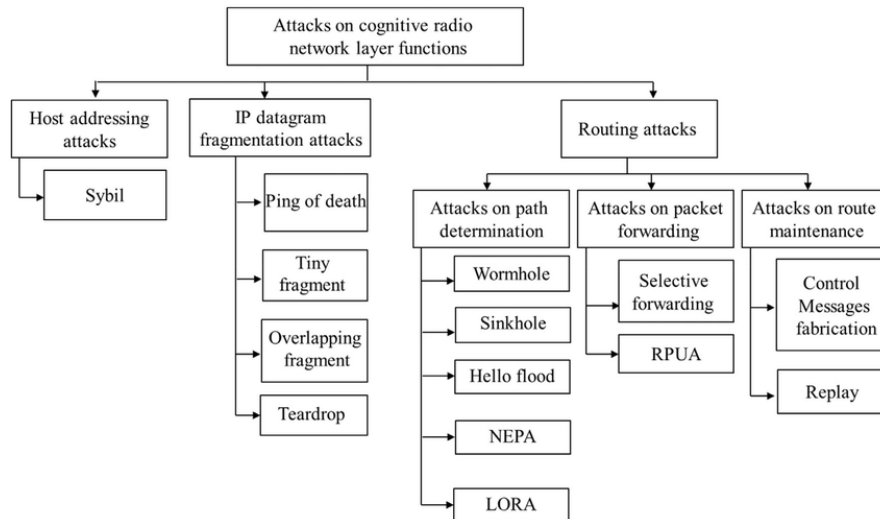 Attacks on cognitive radio
network layer functions
Host addressing
attacks
IP datagram
fragmentation attacks
Routing attacks
Sybil
Ping of death
Tiny
fragment
Overlapping
fragment
Teardrop
Attacks on path
determination
Attacks on packet
forwarding
Attacks on route
maintenance
Wormhole
Sinkhole
Hello flood
NEPA
LORA
Selective
forwarding
RPUA
Control
Messages
fabrication
Replay